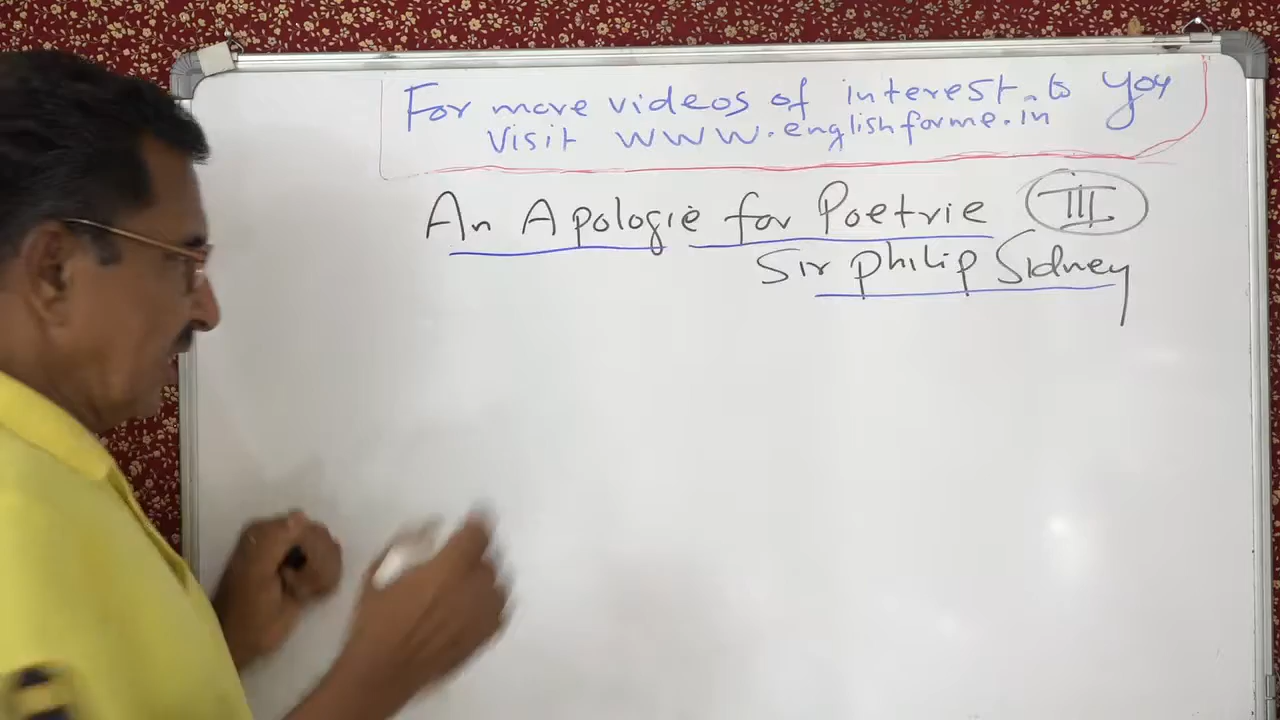 For more videos of interest to you
Visit www.englishforme.in
An Apologie for Poetrie III
Sir Philip Sidney